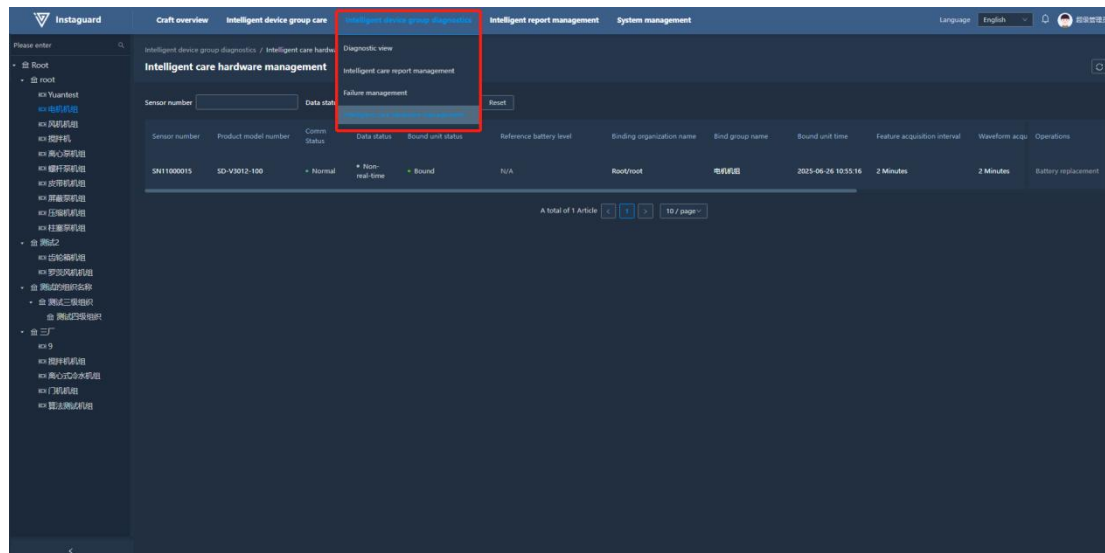 Instaguard
Craft overview
Intelligent device group care
Intelligent device group diagnostics
Intelligent report management
System management
Language
English
超级管理员
Please enter
Root
root
Yuantest
电机机组
风机机组
搅拌机
离心泵机组
螺杆泵机组
皮带机机组
屏蔽泵机组
压缩机机组
柱塞泵机组
测试2
齿轮箱机组
罗茨风机机组
测试的组织名称
测试三级组织
测试四级组织
三厂
9
搅拌机机组
离心式冷水机组
门机机组
算法测试机组
Intelligent device group diagnostics / Intelligent care hardwa
Intelligent care hardware management
Diagnostic view
Intelligent care report management
Failure management
Sensor number
Data statu
Reset
Sensor number Product model number Comm Status Data status Bound unit status Reference battery level Binding organization name Bind group name Bound unit time Feature acquisition interval Waveform acqu Operations
SN11000015 SD-V3012-100 Normal Non-real-time Bound N/A Root/root 电机机组 2025-06-26 10:55:16 2 Minutes 2 Minutes Battery replacement
A total of 1 Article < 1 > 10 / page